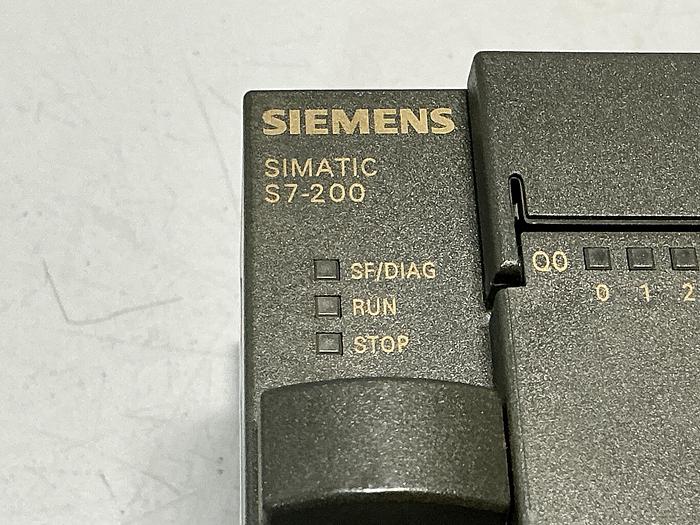 SIEMENS
SIMATIC
S7-200
SF/DIAG
RUN
STOP
Q0
0 1 2